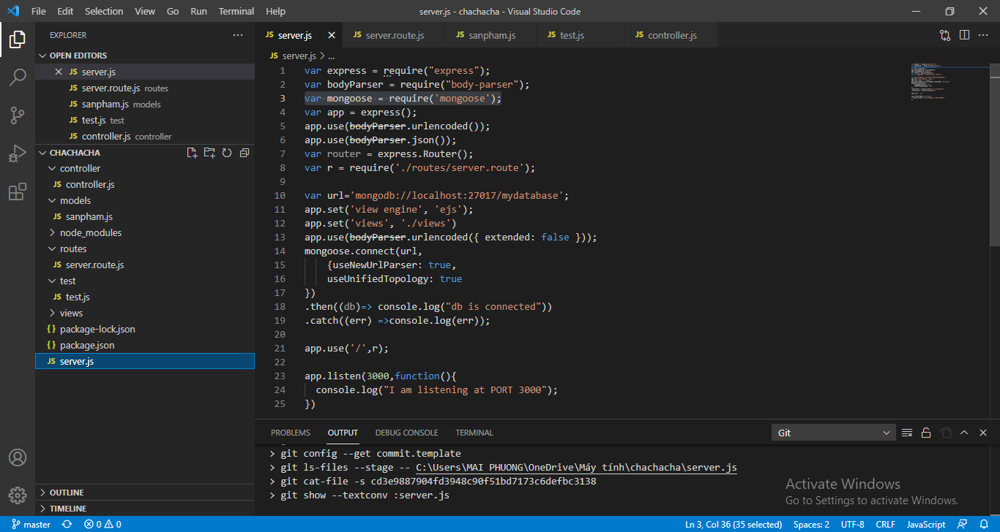 File Edit Selection View Go Run Terminal Help
server.js - chachacha - Visual Studio Code
EXPLORER
OPEN EDITORS
JS server.js
JS server.route.js routes
JS sanpham.js models
JS test.js test
JS controller.js controller
CHACHACHA
controller
JS controller.js
models
JS sanpham.js
node_modules
routes
JS server.route.js
test
JS test.js
views
{} package-lock.json
{} package.json
JS server.js
OUTLINE
TIMELINE
JS server.js
JS server.route.js
JS sanpham.js
JS test.js
JS controller.js
JS server.js > ...
1 var express = require("express");
2 var bodyParser = require("body-parser");
3 var mongoose = require('mongoose');
4 var app = express();
5 app.use(bodyParser.urlencoded());
6 app.use(bodyParser.json());
7 var router = express.Router();
8 var r = require('./routes/server.route');
9
10 var url='mongodb://localhost:27017/mydatabase';
11 app.set('view engine', 'ejs');
12 app.set('views', './views')
13 app.use(bodyParser.urlencoded({ extended: false }));
14 mongoose.connect(url,
15 {useNewUrlParser: true,
16 useUnifiedTopology: true
17 })
18 .then((db)=> console.log("db is connected"))
19 .catch((err) =>console.log(err));
20
21 app.use('/',r);
22
23 app.listen(3000,function(){
24 console.log("I am listening at PORT 3000");
25 })
PROBLEMS OUTPUT DEBUG CONSOLE TERMINAL
Git
> git config --get commit.template
> git ls-files --stage -- C:\Users\MAI PHUONG\OneDrive\Máy tính\chachacha\server.js
> git cat-file -s cd3e9887904fd3948c90f51bd7173c6defbc3138
> git show --textconv :server.js
Activate Windows
Go to Settings to activate Windows.
master 0 0
Ln 3, Col 36 (35 selected) Spaces: 2 UTF-8 CRLF JavaScript